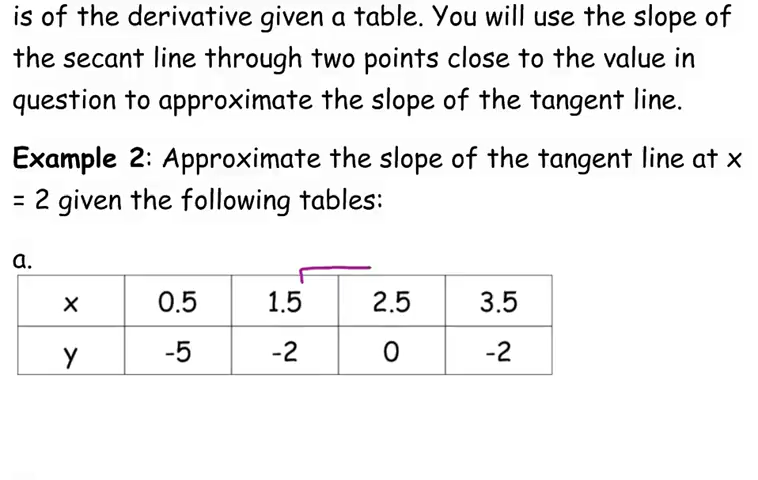 is of the derivative given a table. You will use the slope of
the secant line through two points close to the value in
question to approximate the slope of the tangent line.
Example 2: Approximate the slope of the tangent line at x
= 2 given the following tables:
a.
x 0.5 1.5 2.5 3.5
y -5 -2 0 -2